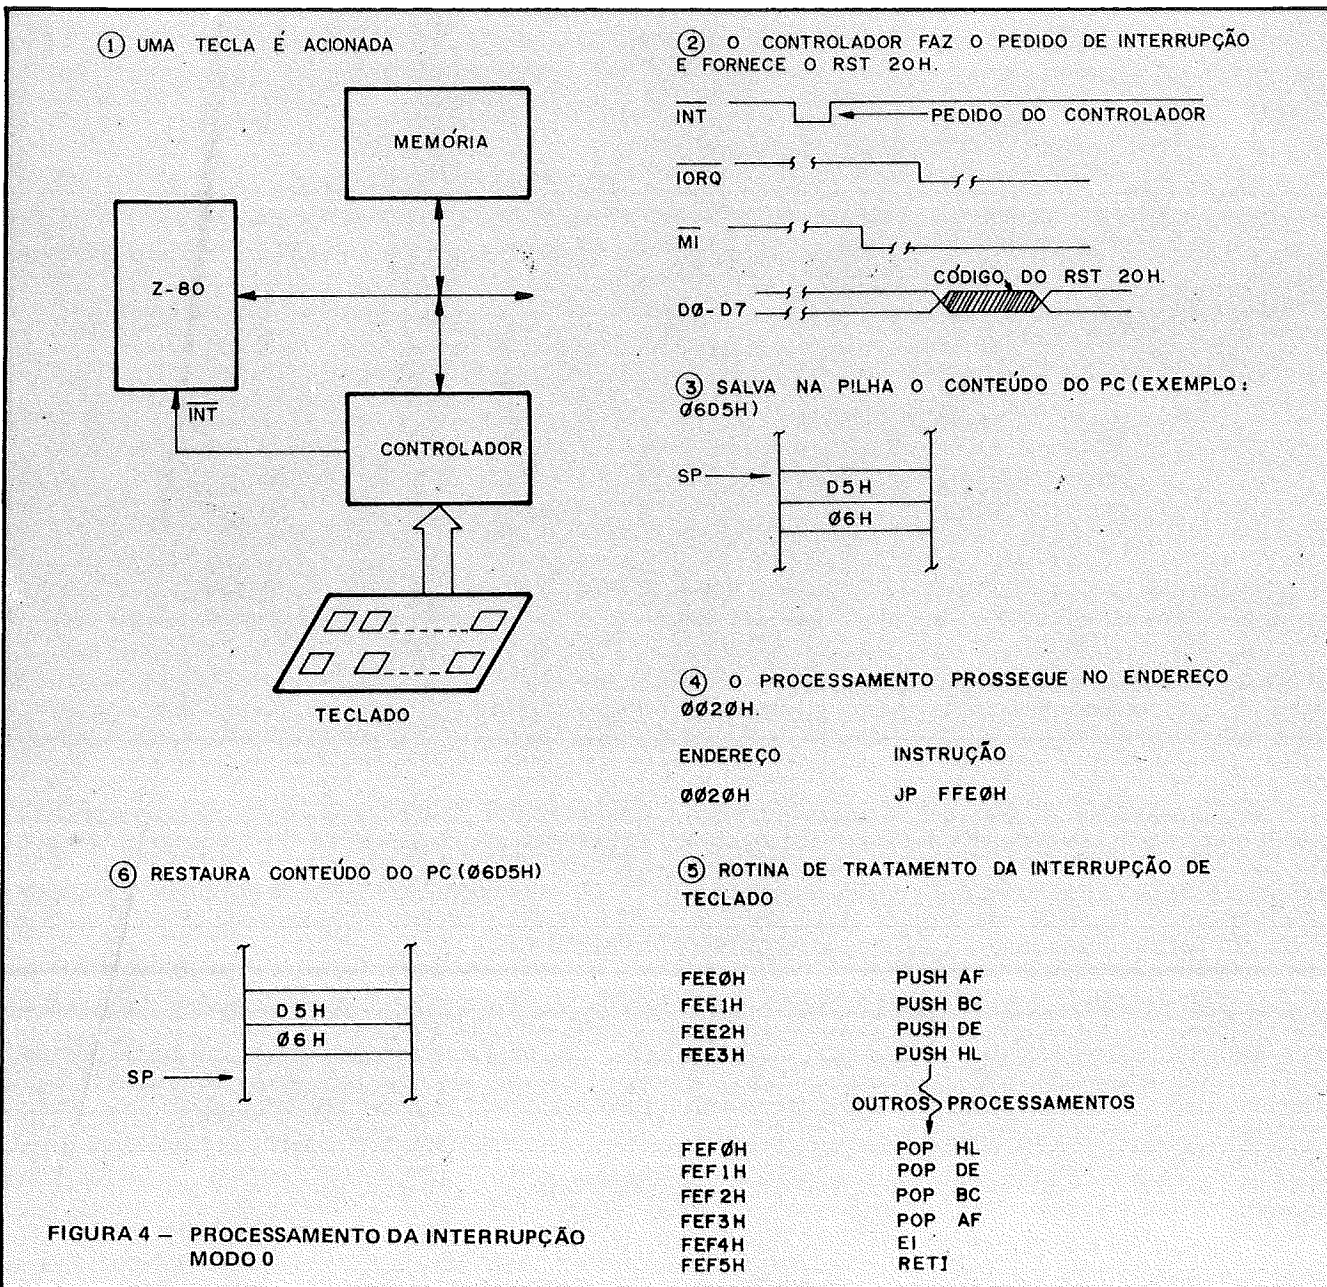 ① UMA TECLA É ACIONADA
MEMÓRIA
Z-80
INT
CONTROLADOR
TECLADO
② O CONTROLADOR FAZ O PEDIDO DE INTERRUPÇÃO
E FORNECE O RST 20H.
INT
PEDIDO DO CONTROLADOR
IORQ
M1
CÓDIGO DO RST 20H.
DØ-D7
③ SALVA NA PILHA O CONTEÚDO DO PC (EXEMPLO:
Ø6D5H)
SP
D5H
Ø6H
④ O PROCESSAMENTO PROSSEGUE NO ENDEREÇO
ØØ2ØH.
ENDEREÇO INSTRUÇÃO
ØØ2ØH JP FFEØH
⑤ ROTINA DE TRATAMENTO DA INTERRUPÇÃO DE
TECLADO
FEEØH PUSH AF
FEE1H PUSH BC
FEE2H PUSH DE
FEE3H PUSH HL
OUTROS PROCESSAMENTOS
FEFØH POP HL
FEF1H POP DE
FEF2H POP BC
FEF3H POP AF
FEF4H EI
FEF5H RETI
⑥ RESTAURA CONTEÚDO DO PC (Ø6D5H)
D5H
Ø6H
SP
FIGURA 4 — PROCESSAMENTO DA INTERRUPÇÃO
MODO 0